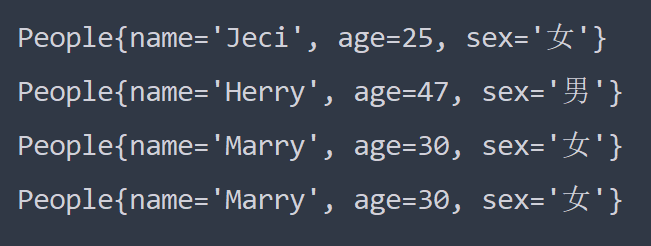 People{name='Jeci', age=25, sex='女'}
People{name='Herry', age=47, sex='男'}
People{name='Marry', age=30, sex='女'}
People{name='Marry', age=30, sex='女'}